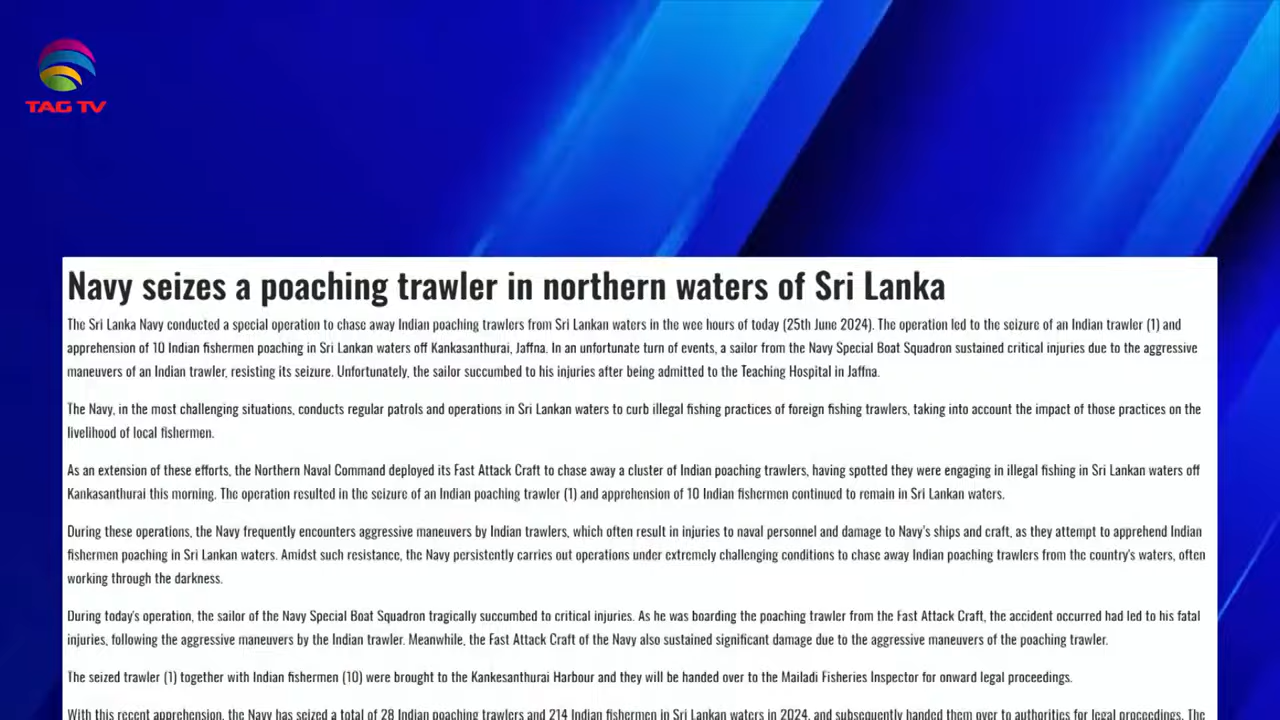 TAG TV
Navy seizes a poaching trawler in northern waters of Sri Lanka
The Sri Lanka Navy conducted a special operation to chase away Indian poaching trawlers from Sri Lankan waters in the wee hours of today (25th June 2024). The operation led to the seizure of an Indian trawler (1) and
apprehension of 10 Indian fishermen poaching in Sri Lankan waters off Kankasanthurai, Jaffna. In an unfortunate turn of events, a sailor from the Navy Special Boat Squadron sustained critical injuries due to the aggressive
maneuvers of an Indian trawler, resisting its seizure. Unfortunately, the sailor succumbed to his injuries after being admitted to the Teaching Hospital in Jaffna.
The Navy, in the most challenging situations, conducts regular patrols and operations in Sri Lankan waters to curb illegal fishing practices of foreign fishing trawlers, taking into account the impact of those practices on the
livelihood of local fishermen.
As an extension of these efforts, the Northern Naval Command deployed its Fast Attack Craft to chase away a cluster of Indian poaching trawlers, having spotted they were engaging in illegal fishing in Sri Lankan waters off
Kankasanthurai this morning. The operation resulted in the seizure of an Indian poaching trawler (1) and apprehension of 10 Indian fishermen continued to remain in Sri Lankan waters.
During these operations, the Navy frequently encounters aggressive maneuvers by Indian trawlers, which often result in injuries to naval personnel and damage to Navy's ships and craft, as they attempt to apprehend Indian
fishermen poaching in Sri Lankan waters. Amidst such resistance, the Navy persistently carries out operations under extremely challenging conditions to chase away Indian poaching trawlers from the country's waters, often
working through the darkness.
During today's operation, the sailor of the Navy Special Boat Squadron tragically succumbed to critical injuries. As he was boarding the poaching trawler from the Fast Attack Craft, the accident occurred had led to his fatal
injuries, following the aggressive maneuvers by the Indian trawler. Meanwhile, the Fast Attack Craft of the Navy also sustained significant damage due to the aggressive maneuvers of the poaching trawler.
The seized trawler (1) together with Indian fishermen (10) were brought to the Kankesanthurai Harbour and they will be handed over to the Mailadi Fisheries Inspector for onward legal proceedings.
With this recent apprehension, the Navy has seized a total of 28 Indian poaching trawlers and 214 Indian fishermen in Sri Lankan waters in 2024, and subsequently handed them over to authorities for legal proceedings. The